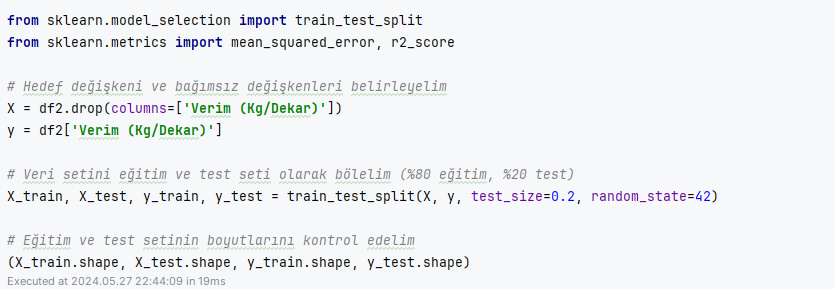 from sklearn.model_selection import train_test_split
from sklearn.metrics import mean_squared_error, r2_score
# Hedef değişkeni ve bağımsız değişkenleri belirleyelim
X = df2.drop(columns=['Verim (Kg/Dekar)'])
y = df2['Verim (Kg/Dekar)']
# Veri setini eğitim ve test seti olarak bölelim (%80 eğitim, %20 test)
X_train, X_test, y_train, y_test = train_test_split(X, y, test_size=0.2, random_state=42)
# Eğitim ve test setinin boyutlarını kontrol edelim
(X_train.shape, X_test.shape, y_train.shape, y_test.shape)
Executed at 2024.05.27 22:44:09 in 19ms